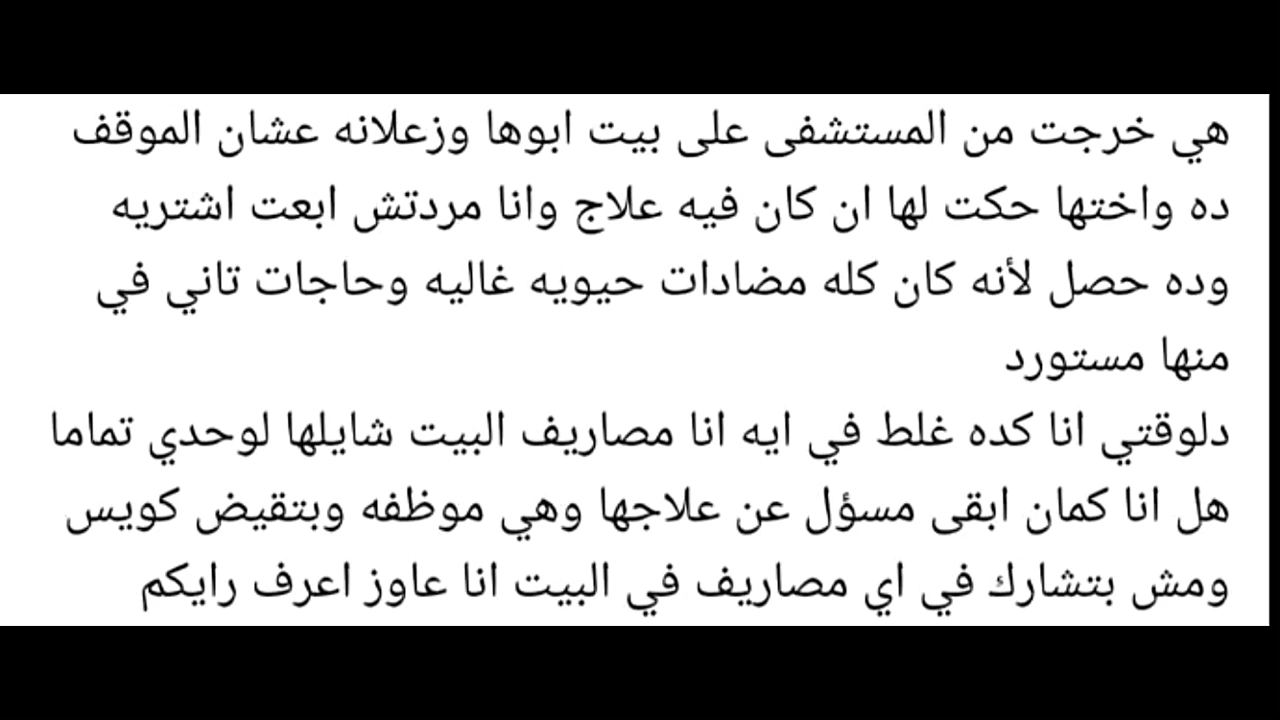 هي خرجت من المستشفى على بيت ابوها وزعلانه عشان الموقف
ده واختها حكت لها ان كان فيه علاج وانا مردتش ابعت اشتريه
وده حصل لأنه كان كله مضادات حيويه غاليه وحاجات تاني في
منها مستورد
دلوقتي انا كده غلط في ايه انا مصاريف البيت شايلها لوحدي تماما
هل انا كمان ابقى مسؤل عن علاجها وهي موظفه وبتقيض كويس
ومش بتشارك في اي مصاريف في البيت انا عاوز اعرف رايكم